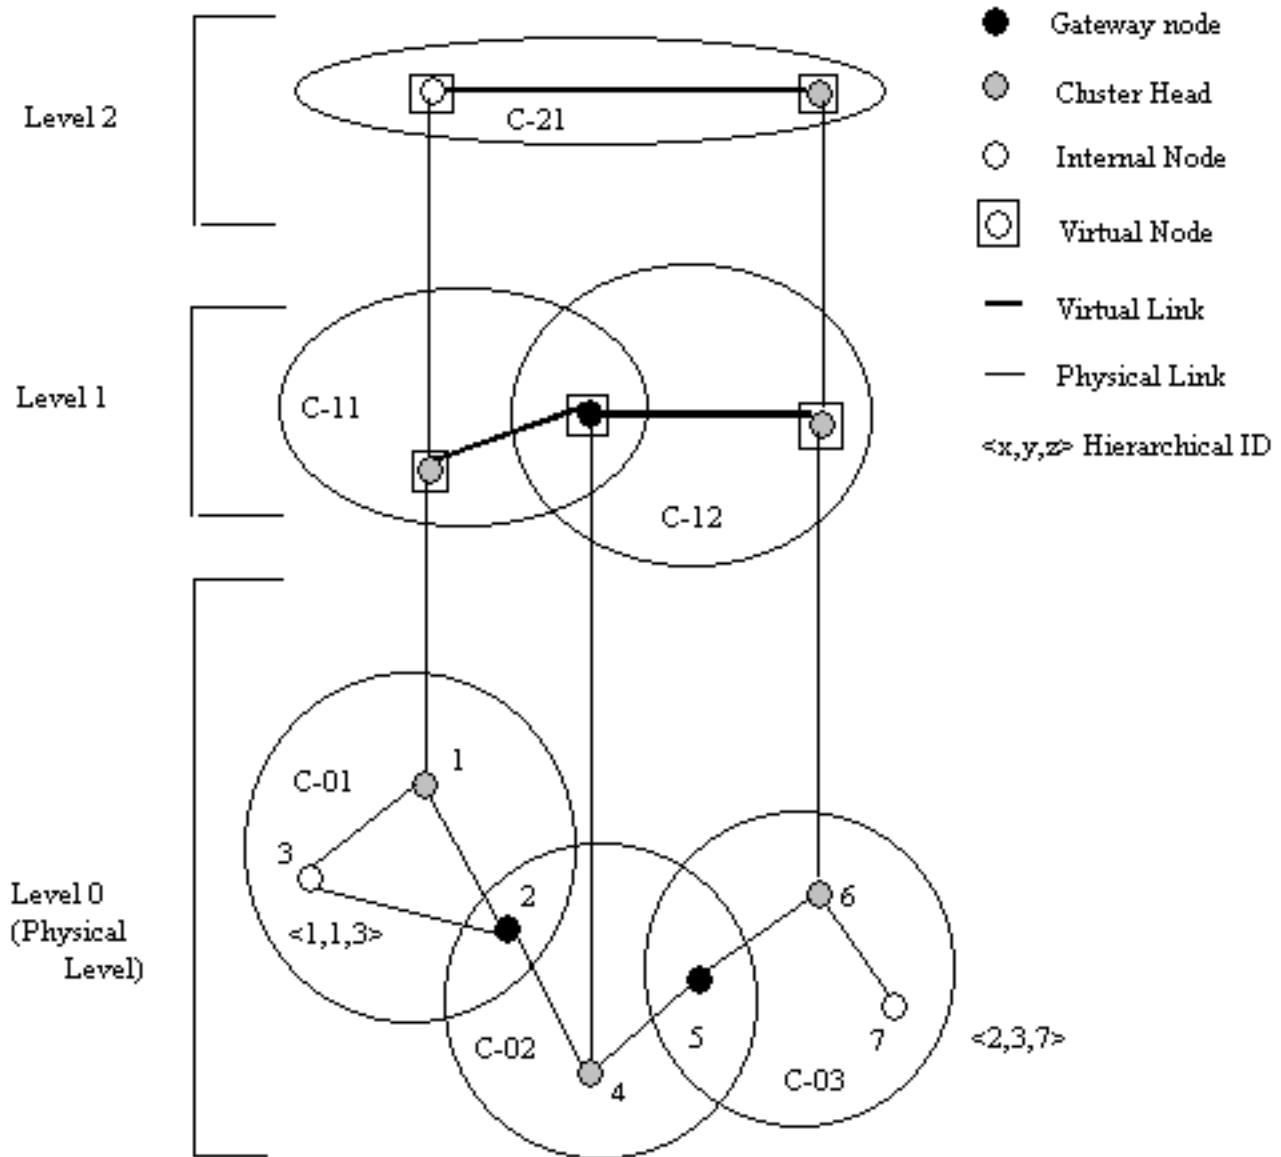 Gateway node
Cluster Head
Internal Node
Virtual Node
Virtual Link
Physical Link
<x,y,z> Hierarchical ID
Level 2
C-21
Level 1
C-11
C-12
Level 0
(Physical
Level)
C-01
1
3
2
<1,1,3>
C-02
4
5
6
7
C-03
<2,3,7>